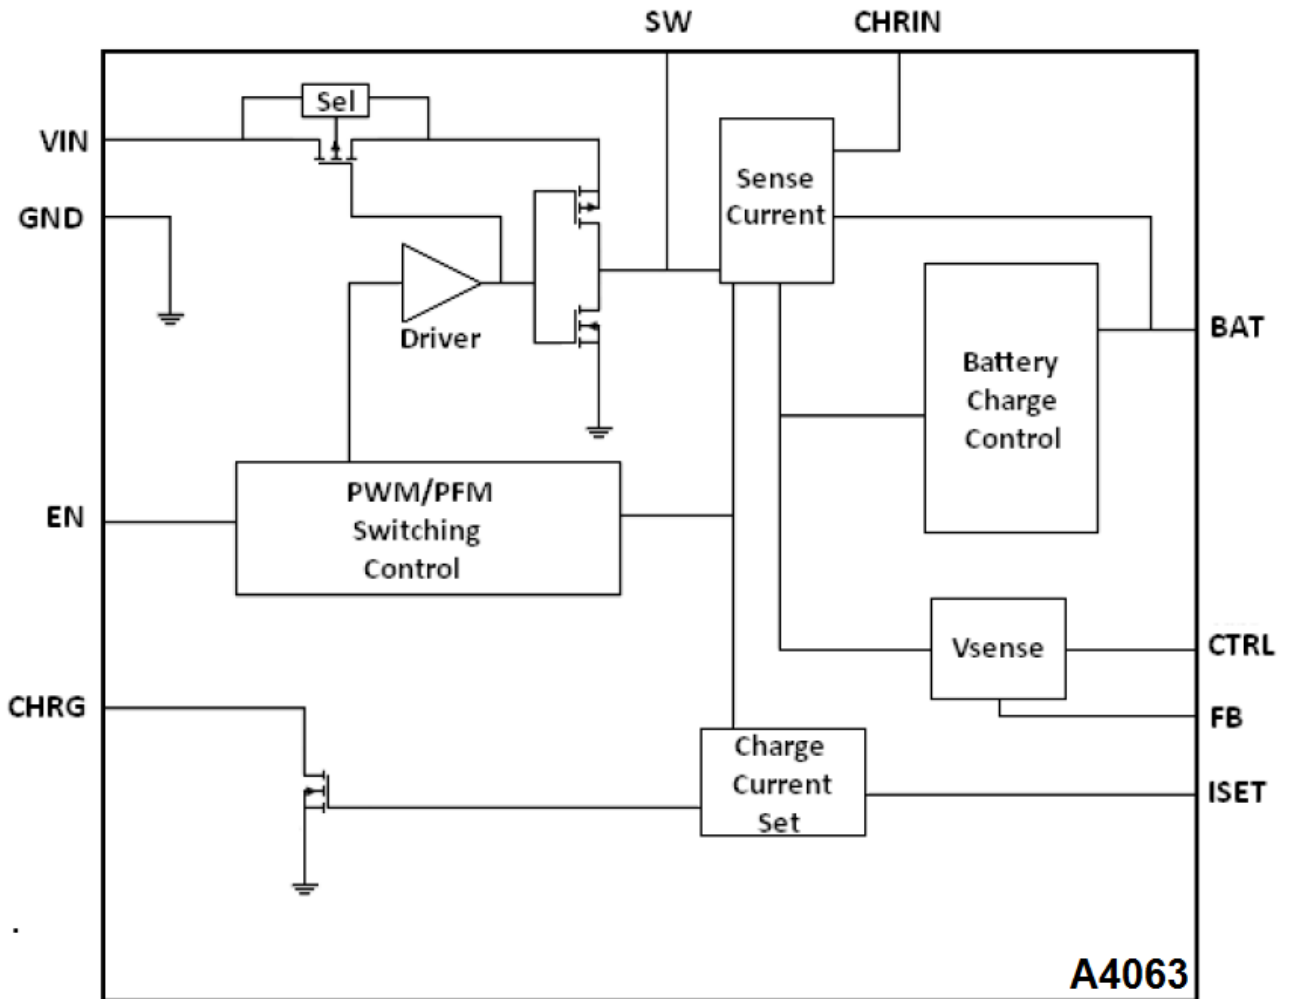 SW
CHRIN
Sel
VIN
Sense
Current
GND
Driver
BAT
Battery
Charge
Control
PWM/PFM
Switching
Control
EN
Vsense
CTRL
CHRG
FB
Charge
Current
Set
ISET
A4063